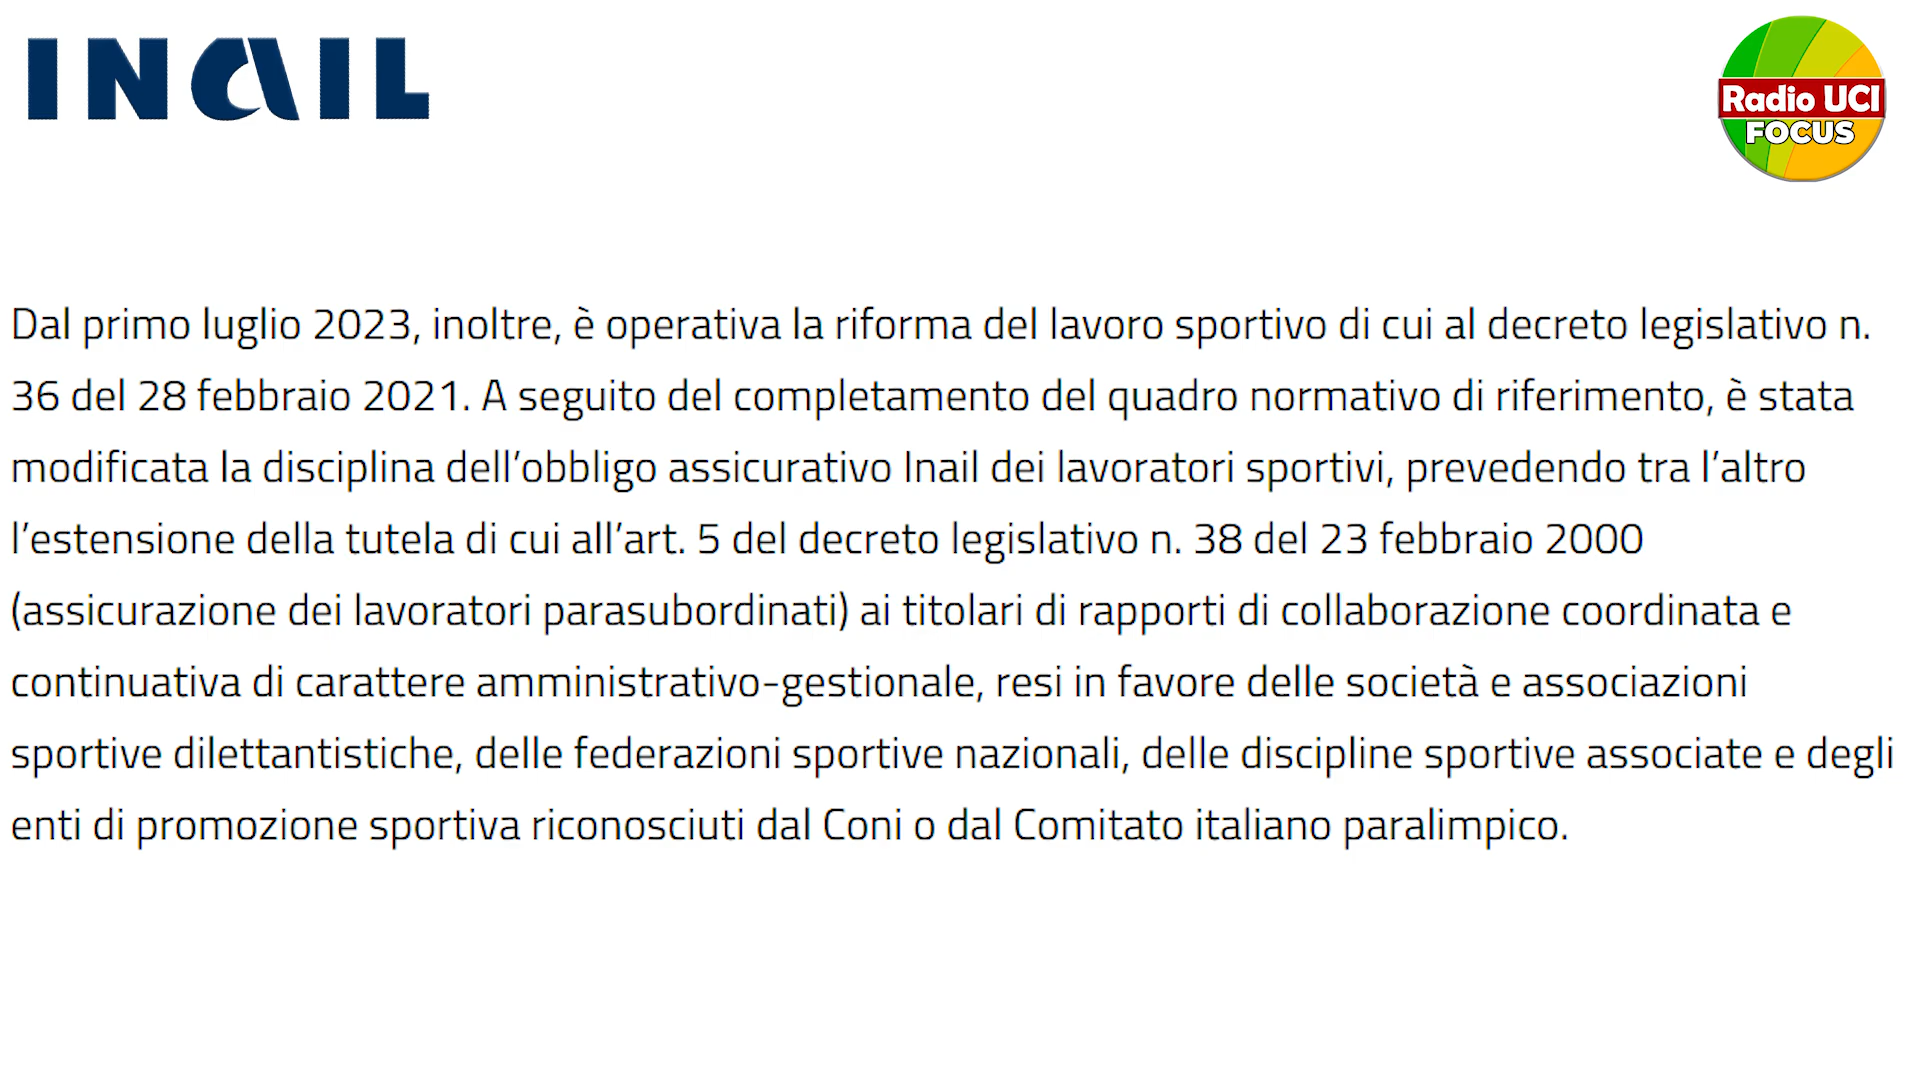 INAIL
Radio UCI
FOCUS
Dal primo luglio 2023, inoltre, è operativa la riforma del lavoro sportivo di cui al decreto legislativo n.
36 del 28 febbraio 2021. A seguito del completamento del quadro normativo di riferimento, è stata
modificata la disciplina dell’obbligo assicurativo Inail dei lavoratori sportivi, prevedendo tra l’altro
l’estensione della tutela di cui all’art. 5 del decreto legislativo n. 38 del 23 febbraio 2000
(assicurazione dei lavoratori parasubordinati) ai titolari di rapporti di collaborazione coordinata e
continuativa di carattere amministrativo-gestionale, resi in favore delle società e associazioni
sportive dilettantistiche, delle federazioni sportive nazionali, delle discipline sportive associate e degli
enti di promozione sportiva riconosciuti dal Coni o dal Comitato italiano paralimpico.